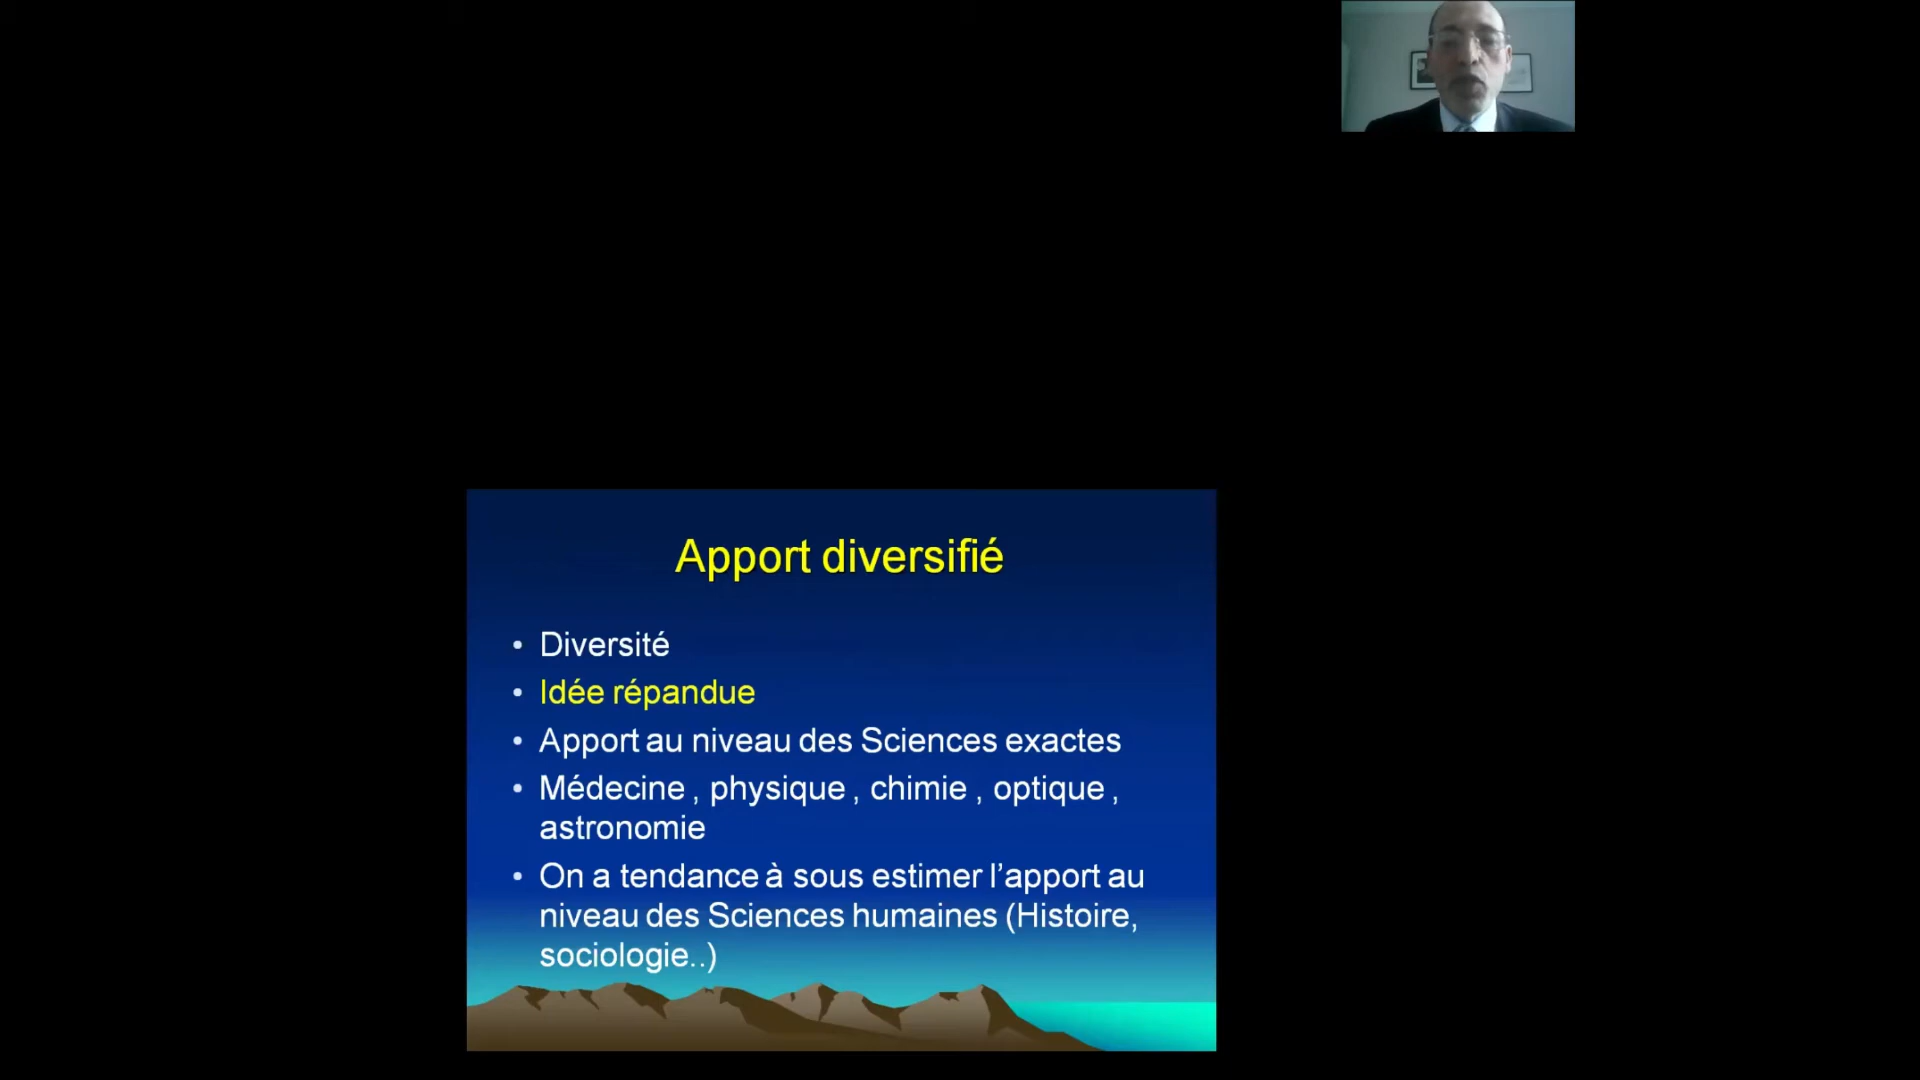 Apport diversifié
• Diversité
• Idée répandue
• Apport au niveau des Sciences exactes
• Médecine , physique , chimie , optique ,
astronomie
• On a tendance à sous estimer l’apport au
niveau des Sciences humaines (Histoire,
sociologie..)